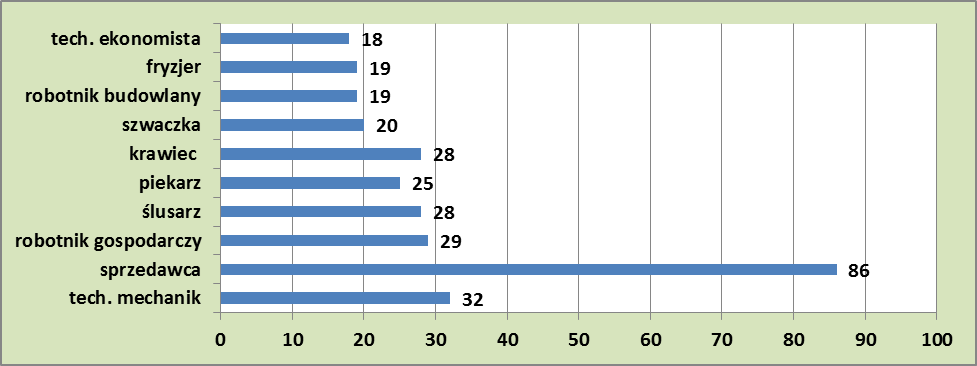 tech. ekonomista 18
fryzjer 19
robotnik budowlany 19
szwaczka 20
krawiec 28
piekarz 25
ślusarz 28
robotnik gospodarczy 29
sprzedawca 86
tech. mechanik 32
0 10 20 30 40 50 60 70 80 90 100